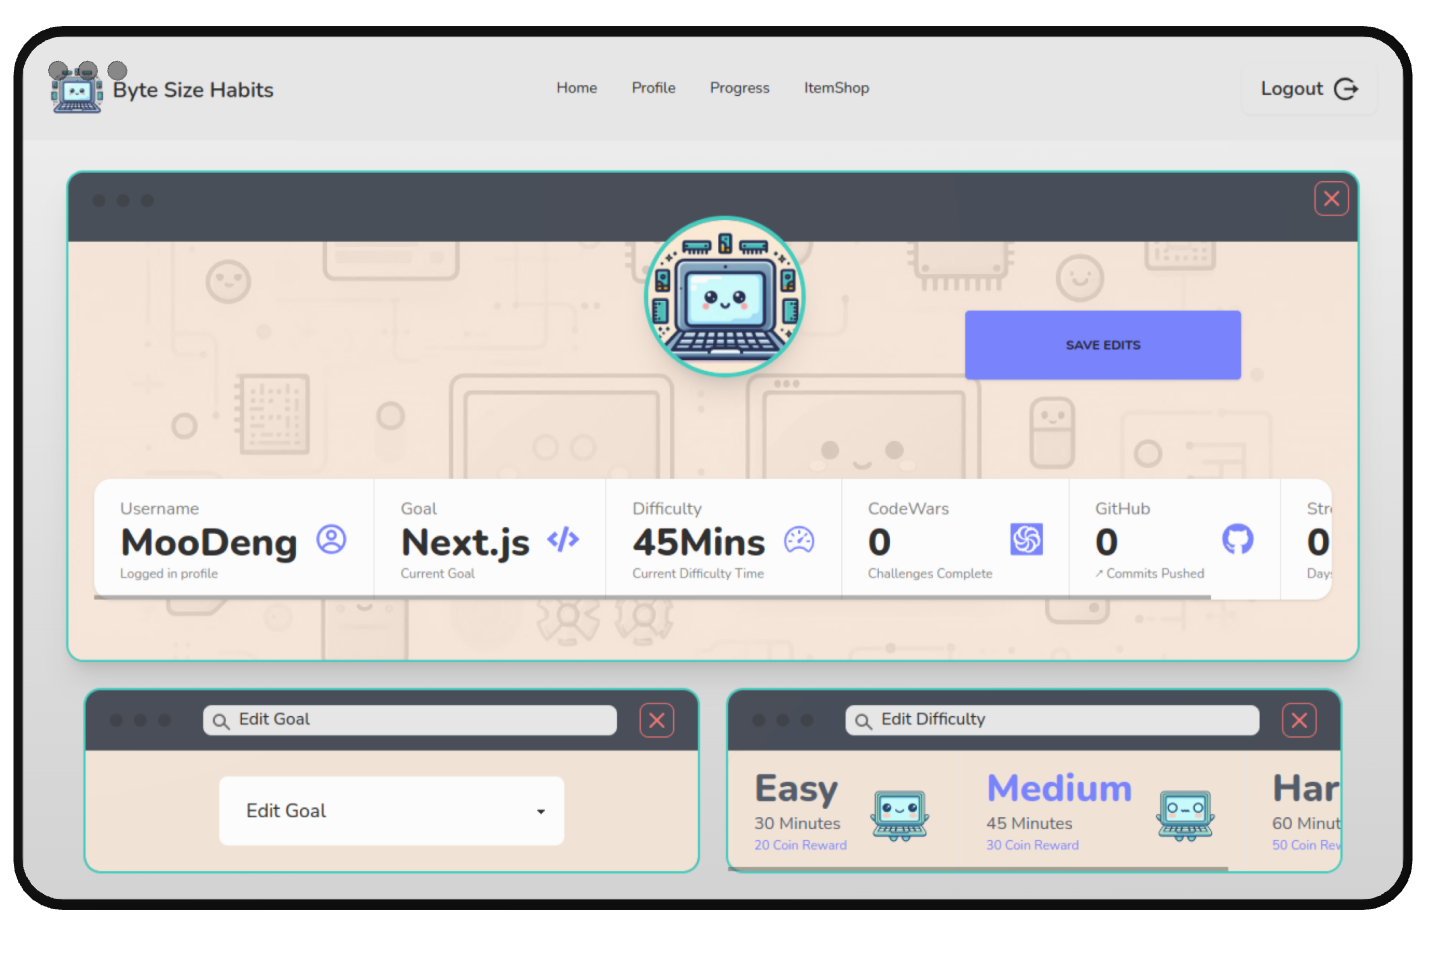 Byte Size Habits
Home Profile Progress ItemShop
Logout
SAVE EDITS
Username
MooDeng
Logged in profile
Goal
Next.js
Current Goal
Difficulty
45Mins
Current Difficulty Time
CodeWars
0
Challenges Complete
GitHub
0
↗ Commits Pushed
Str
0
Day
Edit Goal
Edit Goal
Edit Difficulty
Easy
30 Minutes
20 Coin Reward
Medium
45 Minutes
30 Coin Reward
Har
60 Minut
50 Coin Rew